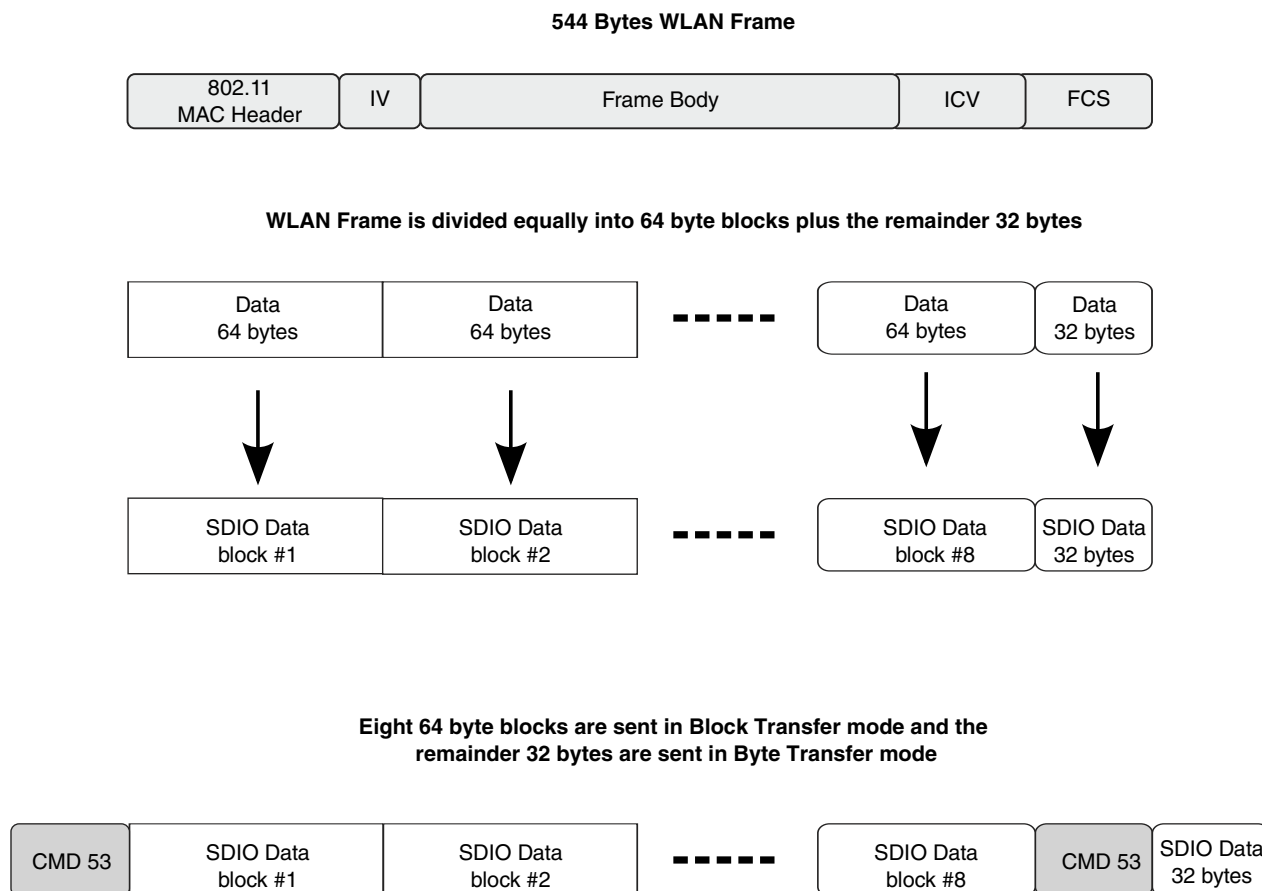 544 Bytes WLAN Frame
802.11
MAC Header
IV
Frame Body
ICV
FCS
WLAN Frame is divided equally into 64 byte blocks plus the remainder 32 bytes
Data
64 bytes
Data
64 bytes
Data
64 bytes
Data
32 bytes
SDIO Data
block #1
SDIO Data
block #2
SDIO Data
block #8
SDIO Data
32 bytes
Eight 64 byte blocks are sent in Block Transfer mode and the
remainder 32 bytes are sent in Byte Transfer mode
CMD 53
SDIO Data
block #1
SDIO Data
block #2
SDIO Data
block #8
CMD 53
SDIO Data
32 bytes